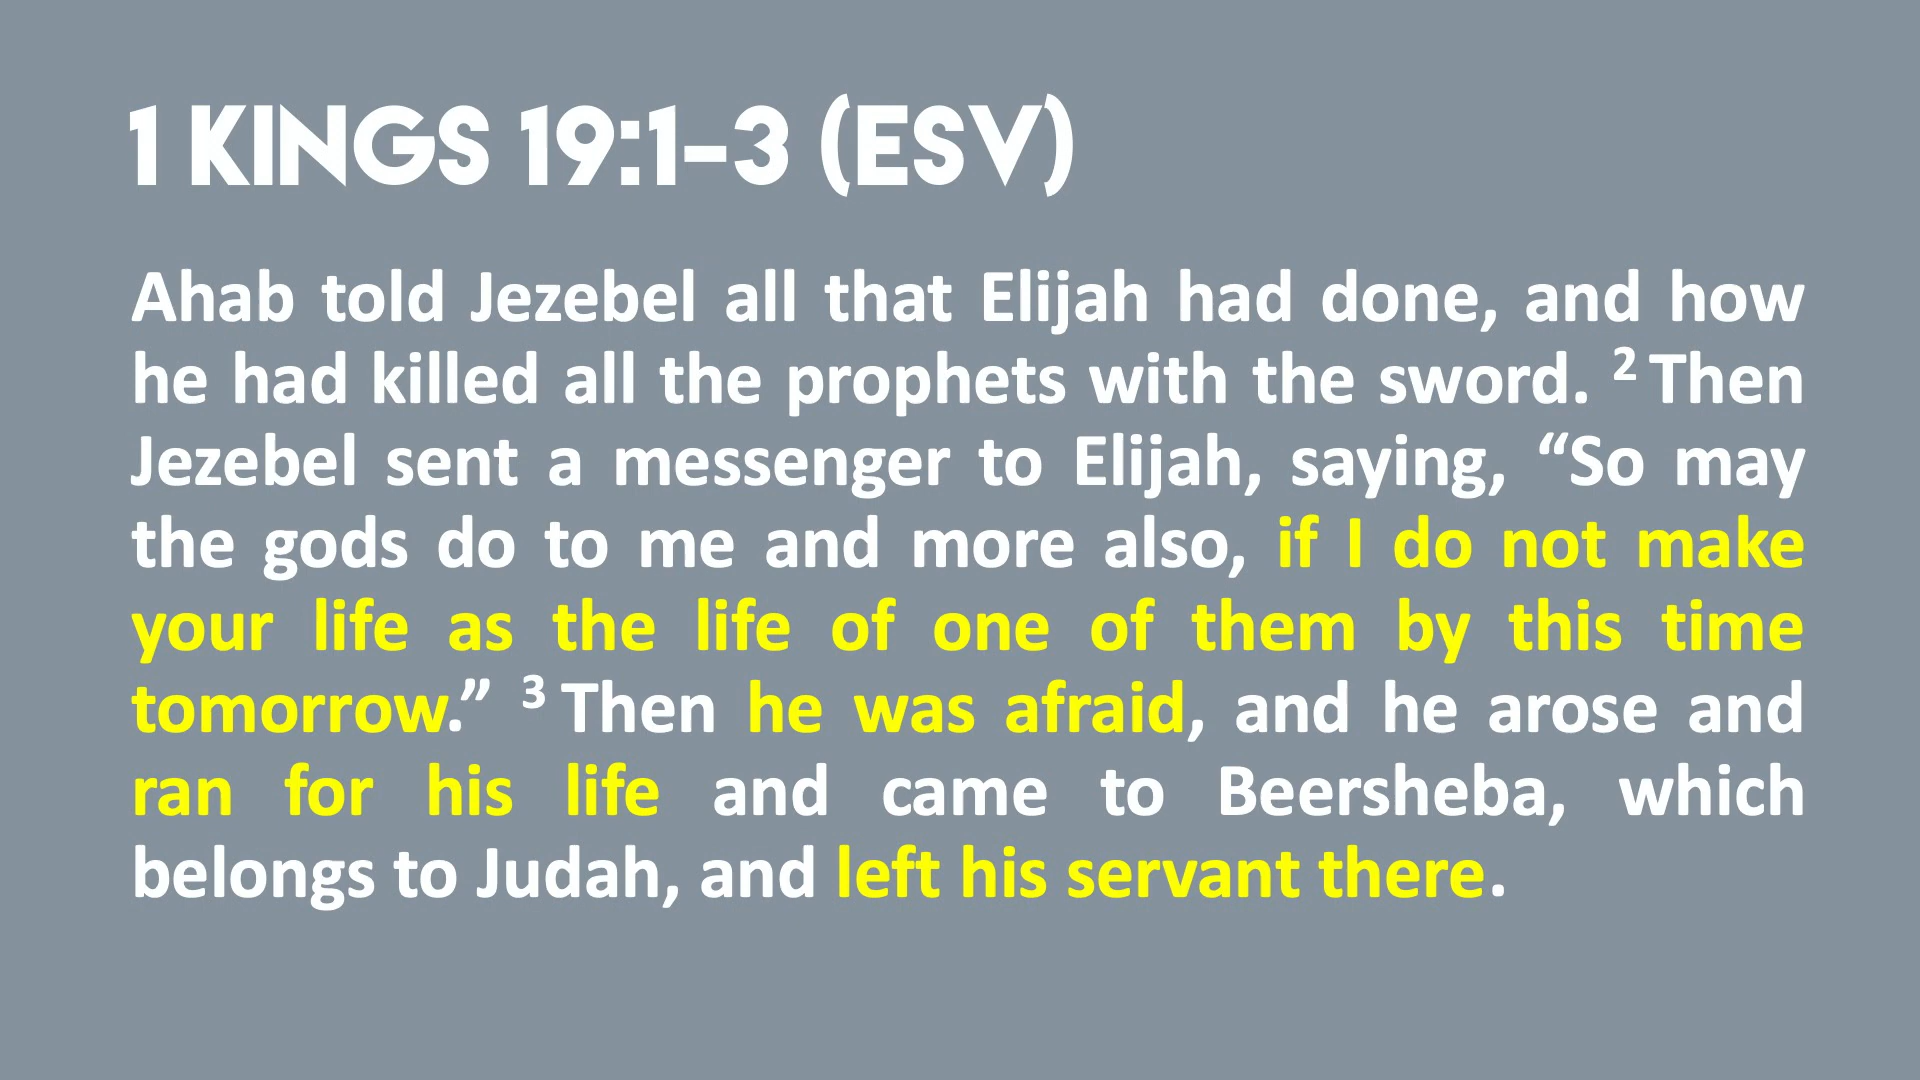 1 KINGS 19:1-3 (ESV)
Ahab told Jezebel all that Elijah had done, and how
he had killed all the prophets with the sword. ² Then
Jezebel sent a messenger to Elijah, saying, “So may
the gods do to me and more also, if I do not make
your life as the life of one of them by this time
tomorrow.” ³ Then he was afraid, and he arose and
ran for his life and came to Beersheba, which
belongs to Judah, and left his servant there.